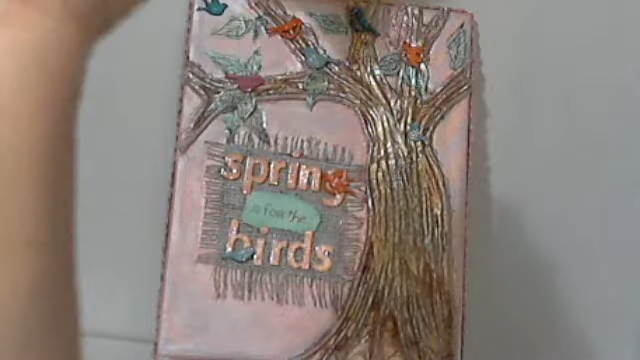 spring
is for the
birds